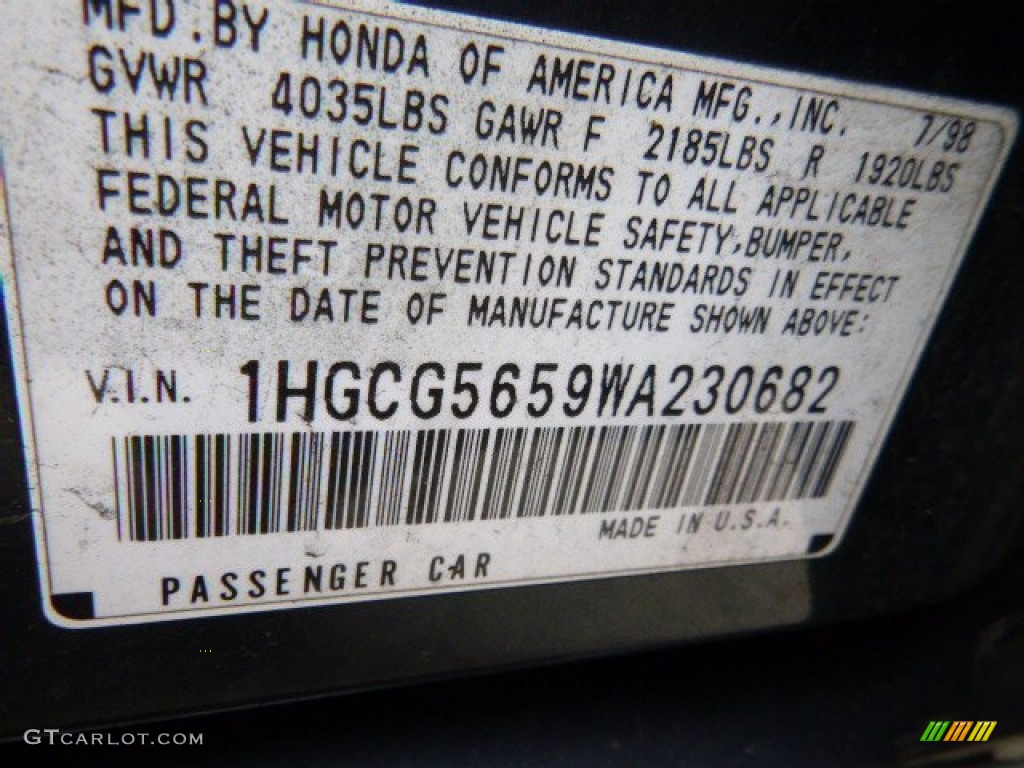 MFD. BY HONDA OF AMERICA MFG., INC. 7/98
GVWR 4035LBS GAWR F 2185LBS R 1920LBS
THIS VEHICLE CONFORMS TO ALL APPLICABLE
FEDERAL MOTOR VEHICLE SAFETY, BUMPER,
AND THEFT PREVENTION STANDARDS IN EFFECT
ON THE DATE OF MANUFACTURE SHOWN ABOVE:
V.I.N. 1HGCG5659WA230682
MADE IN U.S.A.
PASSENGER CAR
GTCARLOT.COM